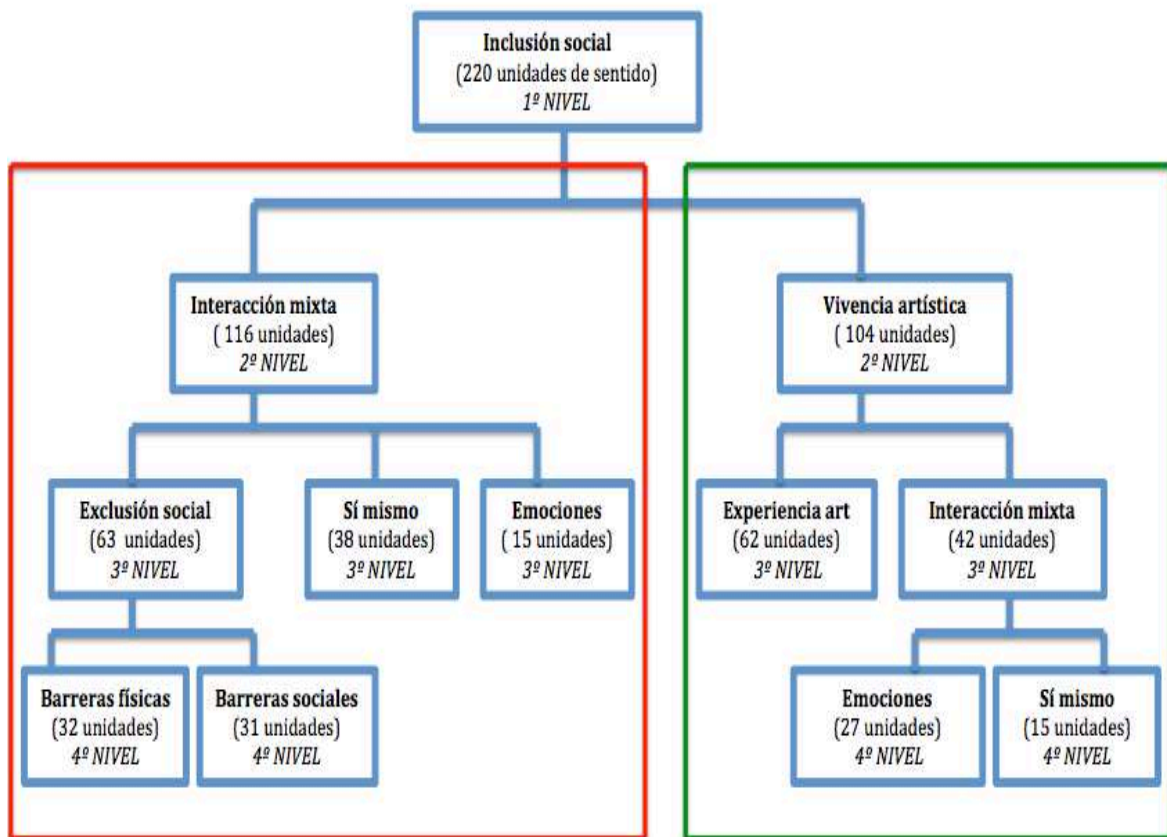 Inclusión social
(220 unidades de sentido)
1º NIVEL
Interacción mixta
( 116 unidades)
2º NIVEL
Vivencia artística
( 104 unidades)
2º NIVEL
Exclusión social
(63 unidades)
3º NIVEL
Sí mismo
(38 unidades)
3º NIVEL
Emociones
( 15 unidades)
3º NIVEL
Experiencia art
(62 unidades)
3º NIVEL
Interacción mixta
(42 unidades)
3º NIVEL
Barreras físicas
(32 unidades)
4º NIVEL
Barreras sociales
(31 unidades)
4º NIVEL
Emociones
(27 unidades)
4º NIVEL
Sí mismo
(15 unidades)
4º NIVEL